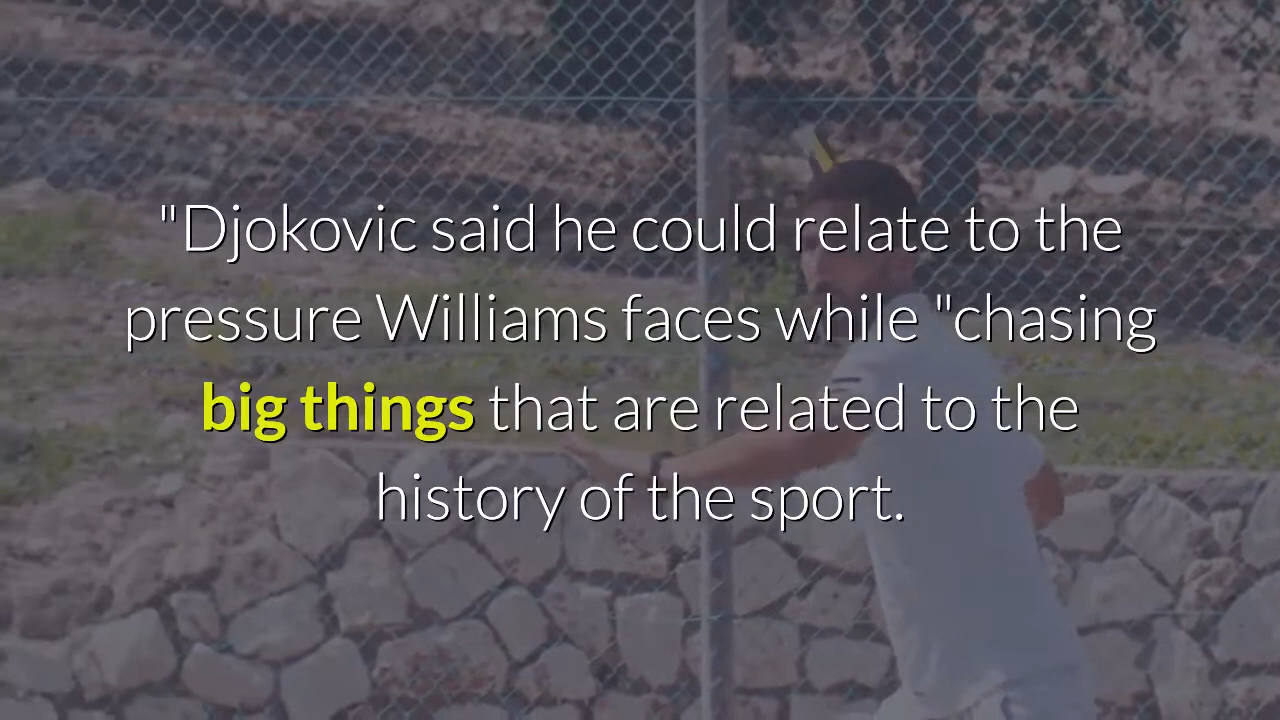 "Djokovic said he could relate to the
pressure Williams faces while "chasing
big things that are related to the
history of the sport.